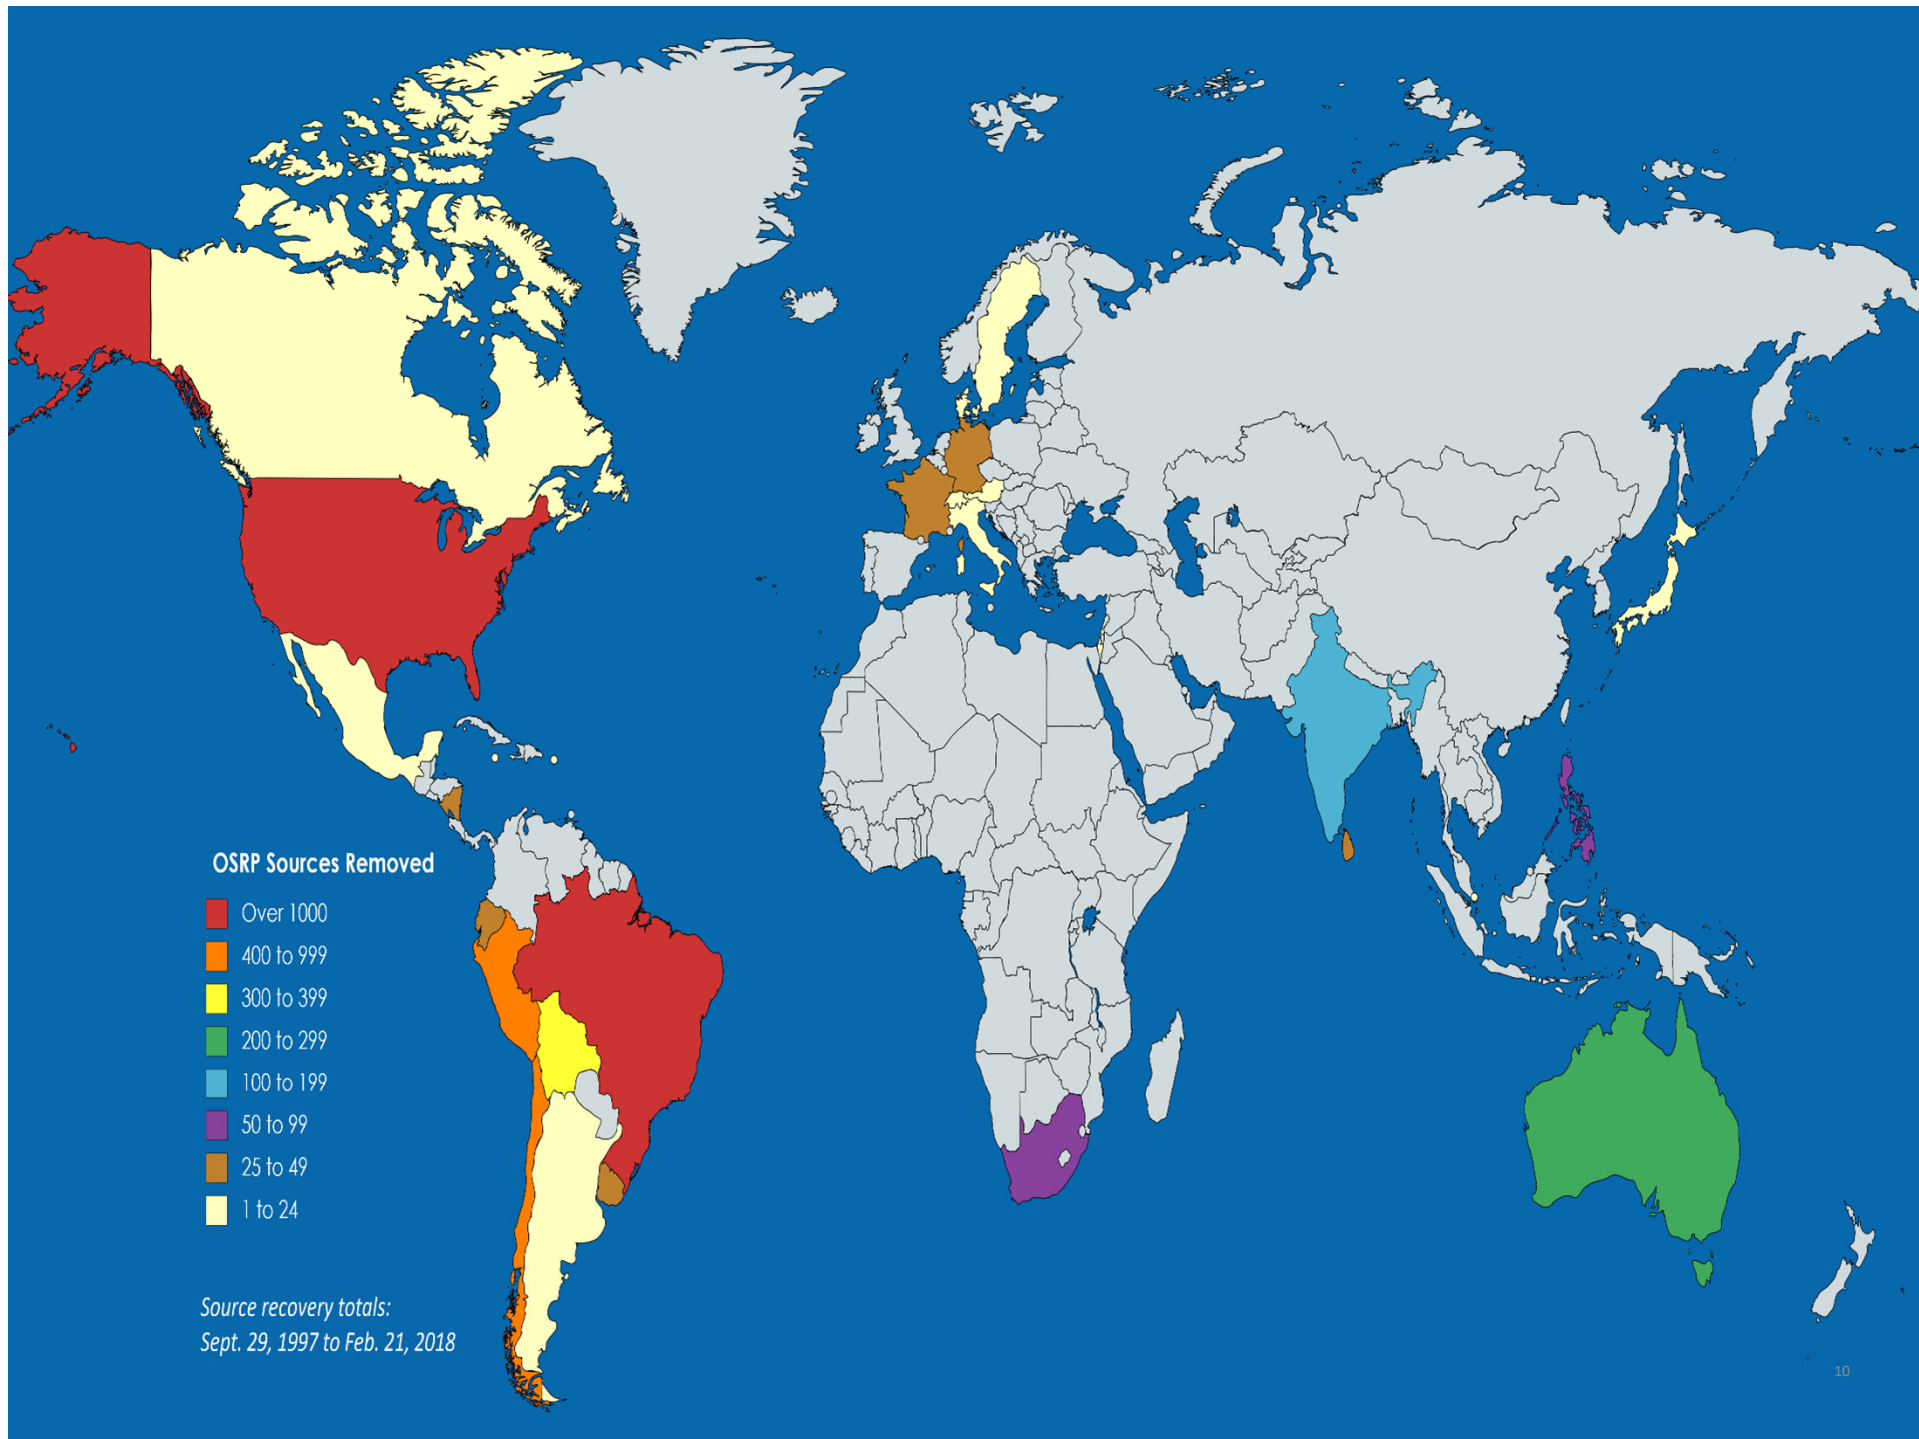 OSRP Sources Removed
Over 1000
400 to 999
300 to 399
200 to 299
100 to 199
50 to 99
25 to 49
1 to 24
Source recovery totals:
Sept. 29, 1997 to Feb. 21, 2018
10